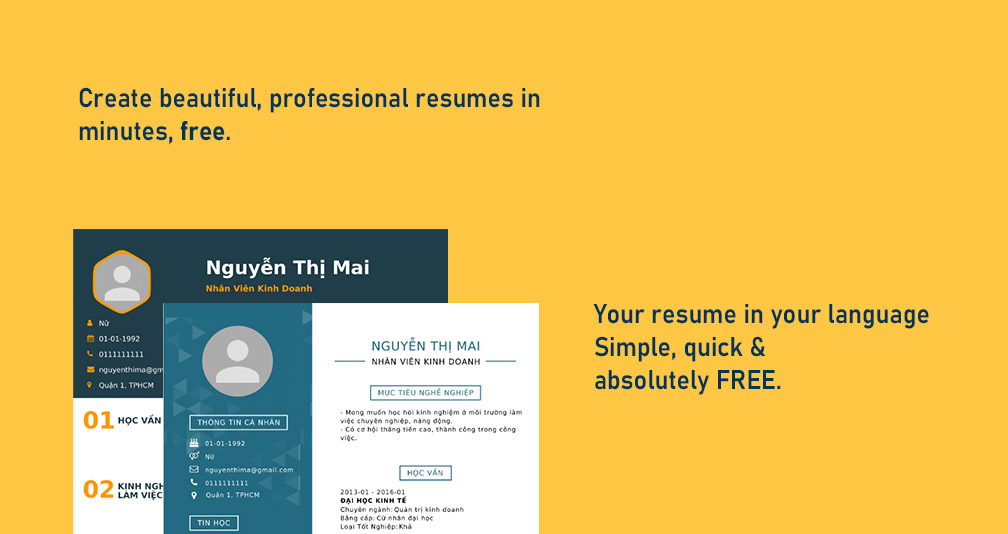 Create beautiful, professional resumes in
minutes, free.
Nguyễn Thị Mai
Nhân Viên Kinh Doanh
Nữ
01-01-1992
0111111111
nguyenthima@gm
Quận 1, TPHCM
01 HỌC VẤN
02 KINH NGH
LÀM VIỆC
THÔNG TIN CÁ NHÂN
01-01-1992
Nữ
nguyenthima@gmail.com
0111111111
Quận 1, TPHCM
TIN HỌC
NGUYỄN THỊ MAI
NHÂN VIÊN KINH DOANH
MỤC TIÊU NGHỀ NGHIỆP
- Mong muốn học hỏi kinh nghiệm ở môi trường làm
việc chuyên nghiệp, năng động.
- Có cơ hội thăng tiến cao, thành công trong công
việc.
HỌC VẤN
2013-01 - 2016-01
ĐẠI HỌC KINH TẾ
Chuyên ngành: Quản trị kinh doanh
Bằng cấp: Cử nhân đại học
Loại Tốt Nghiệp: Khá
Your resume in your language
Simple, quick &
absolutely FREE.